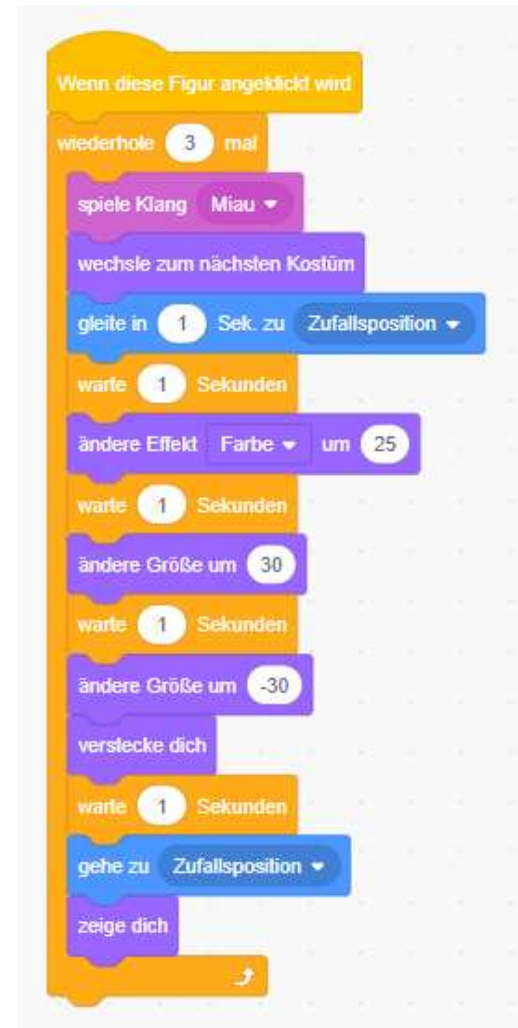 Wenn diese Figur angeklickt wird
wiederhole 3 mal
spiele Klang Miau
wechsle zum nächsten Kostüm
gleite in 1 Sek. zu Zufallsposition
warte 1 Sekunden
ändere Effekt Farbe um 25
warte 1 Sekunden
ändere Größe um 30
warte 1 Sekunden
ändere Größe um -30
verstecke dich
warte 1 Sekunden
gehe zu Zufallsposition
zeige dich